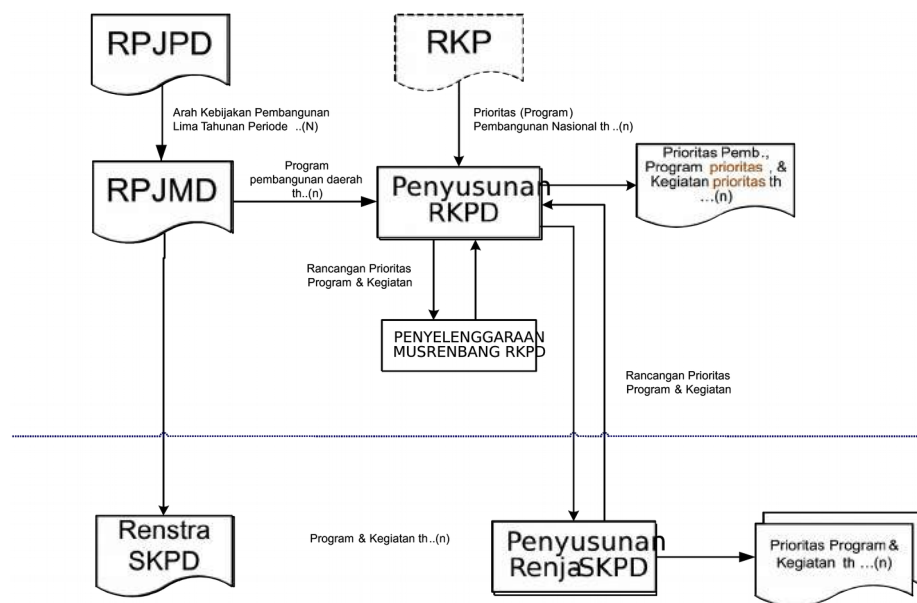 RPJPD
RKP
Arah Kebijakan Pembangunan
Lima Tahunan Periode ..(N)
Prioritas (Program)
Pembangunan Nasional th ..(n)
RPJMD
Program
pembangunan daerah
th..(n)
Penyusunan
RKPD
Prioritas Pemb.,
Program prioritas , &
Kegiatan prioritas th
...(n)
Rancangan Prioritas
Program & Kegiatan
PENYELENGGARAAN
MUSRENBANG RKPD
Rancangan Prioritas
Program & Kegiatan
Renstra
SKPD
Program & Kegiatan th..(n)
Penyusunan
RenjaSKPD
Prioritas Program &
Kegiatan th ...(n)